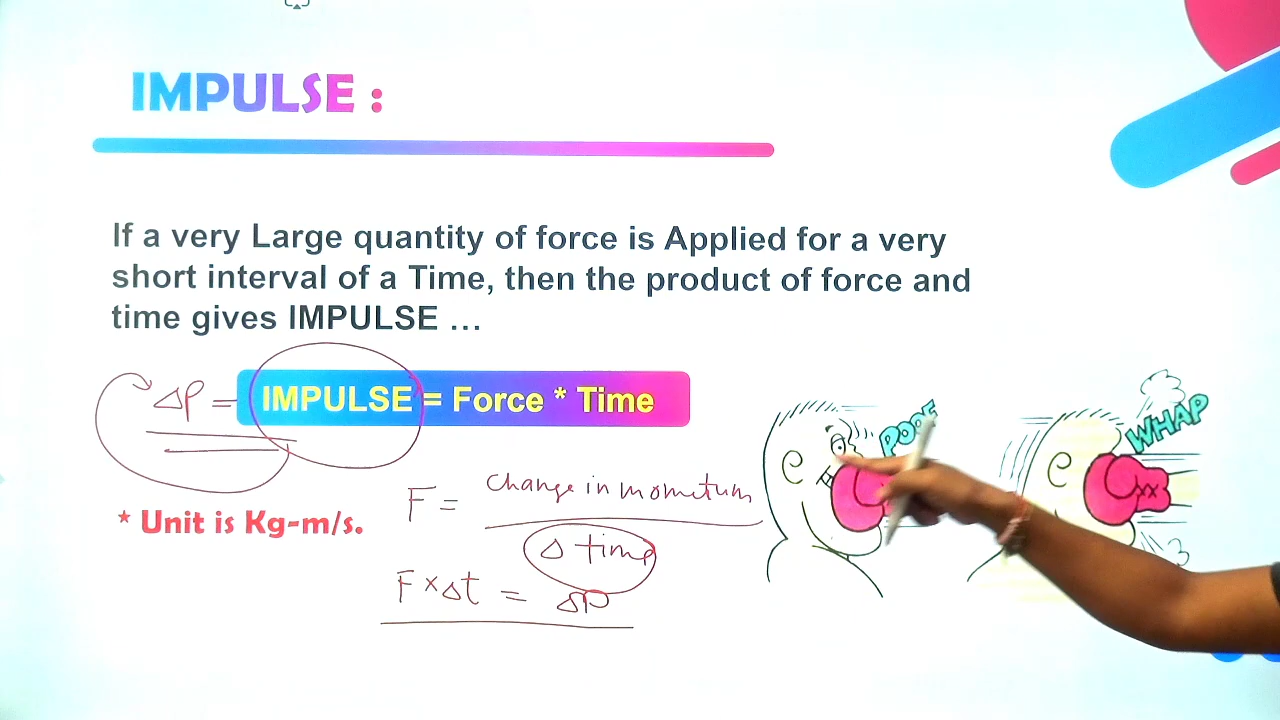 IMPULSE :
If a very Large quantity of force is Applied for a very
short interval of a Time, then the product of force and
time gives IMPULSE ...
ΔP = IMPULSE = Force * Time
* Unit is Kg-m/s.
F = change in mometum
Δ time
F × Δt = ΔP
POOF
WHAP